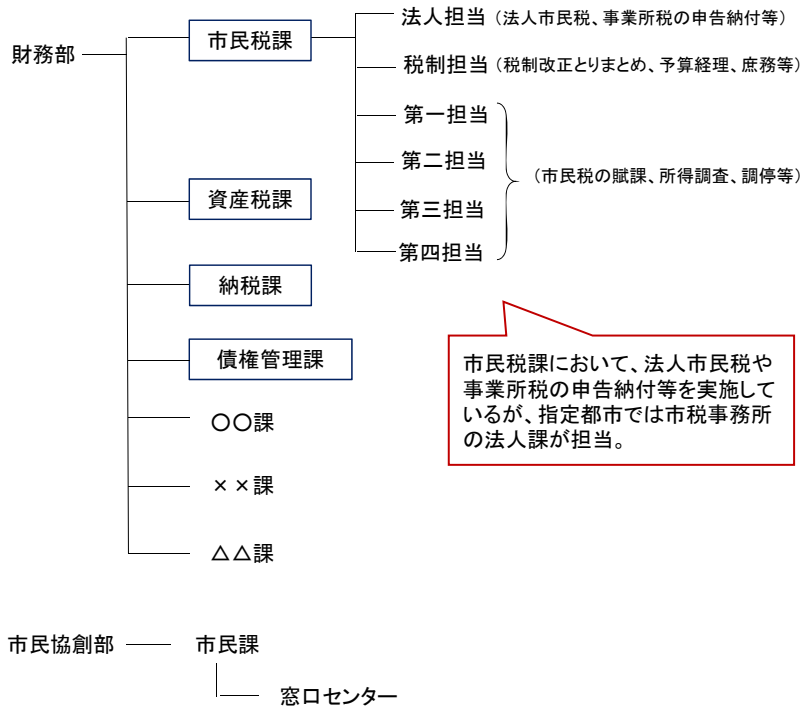 財務部
市民税課
法人担当（法人市民税、事業所税の申告納付等）
税制担当（税制改正とりまとめ、予算経理、庶務等）
第一担当
第二担当
第三担当
第四担当
（市民税の賦課、所得調査、調停等）
資産税課
納税課
債権管理課
〇〇課
××課
△△課
市民税課において、法人市民税や
事業所税の申告納付等を実施して
いるが、指定都市では市税事務所
の法人課が担当。
市民協創部
市民課
窓口センター